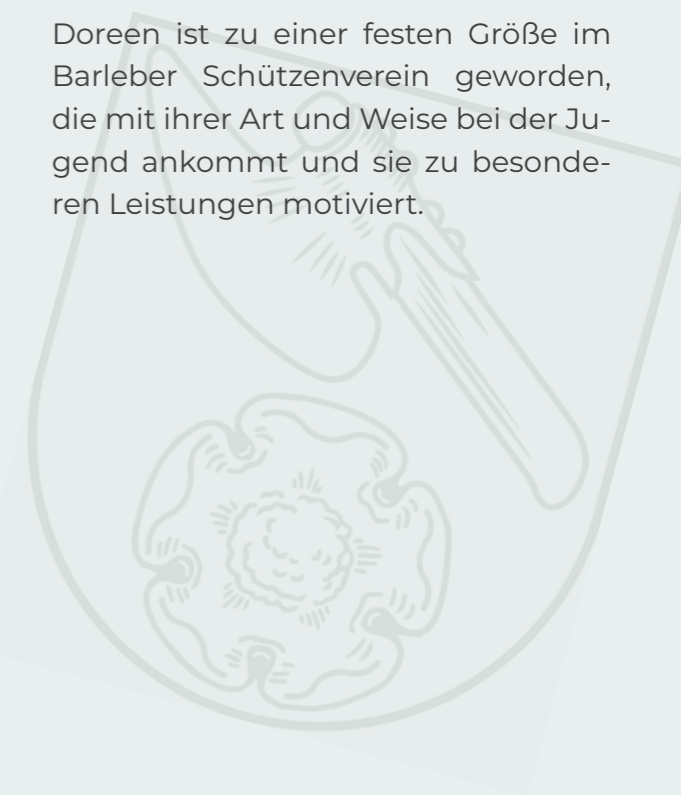 Doreen ist zu einer festen Größe im
Barleber Schützenverein geworden,
die mit ihrer Art und Weise bei der Ju-
gend ankommt und sie zu besonde-
ren Leistungen motiviert.